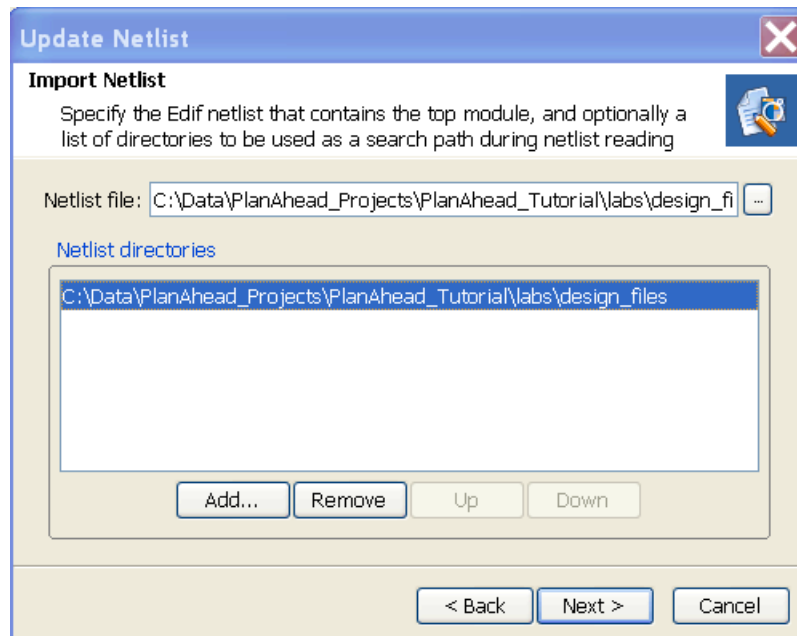 Update Netlist
Import Netlist
Specify the Edif netlist that contains the top module, and optionally a
list of directories to be used as a search path during netlist reading
Netlist file: C:\Data\PlanAhead_Projects\PlanAhead_Tutorial\labs\design_fi ...
Netlist directories
C:\Data\PlanAhead_Projects\PlanAhead_Tutorial\labs\design_files
Add... Remove Up Down
< Back Next > Cancel